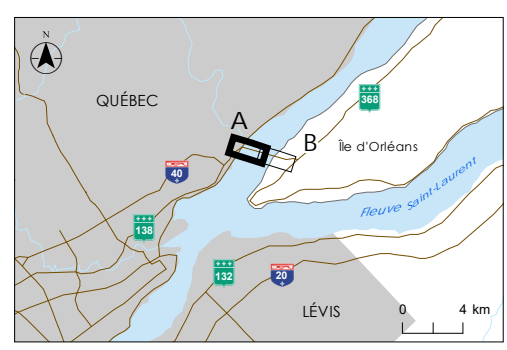 N
QUÉBEC
368
A
B
Île d'Orléans
40
Fleuve Saint-Laurent
138
132
20
LÉVIS
0 4 km